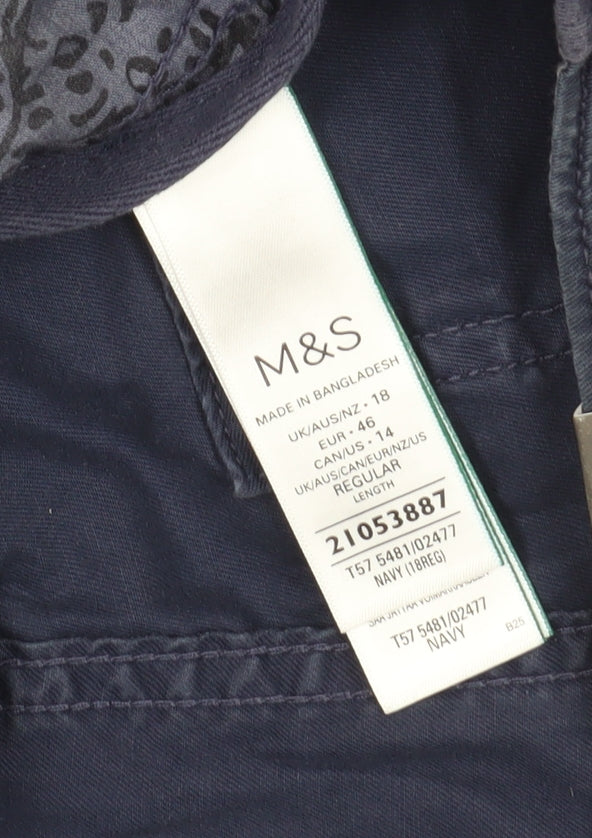 M&S
MADE IN BANGLADESH
UK/AUS/NZ • 18
EUR • 46
CAN/US • 14
UK/AUS/CAN/EUR/NZ/US
REGULAR
LENGTH
21053887
T57 5481/02477
NAVY (18REG)
T57 5481/02477
NAVY
B25